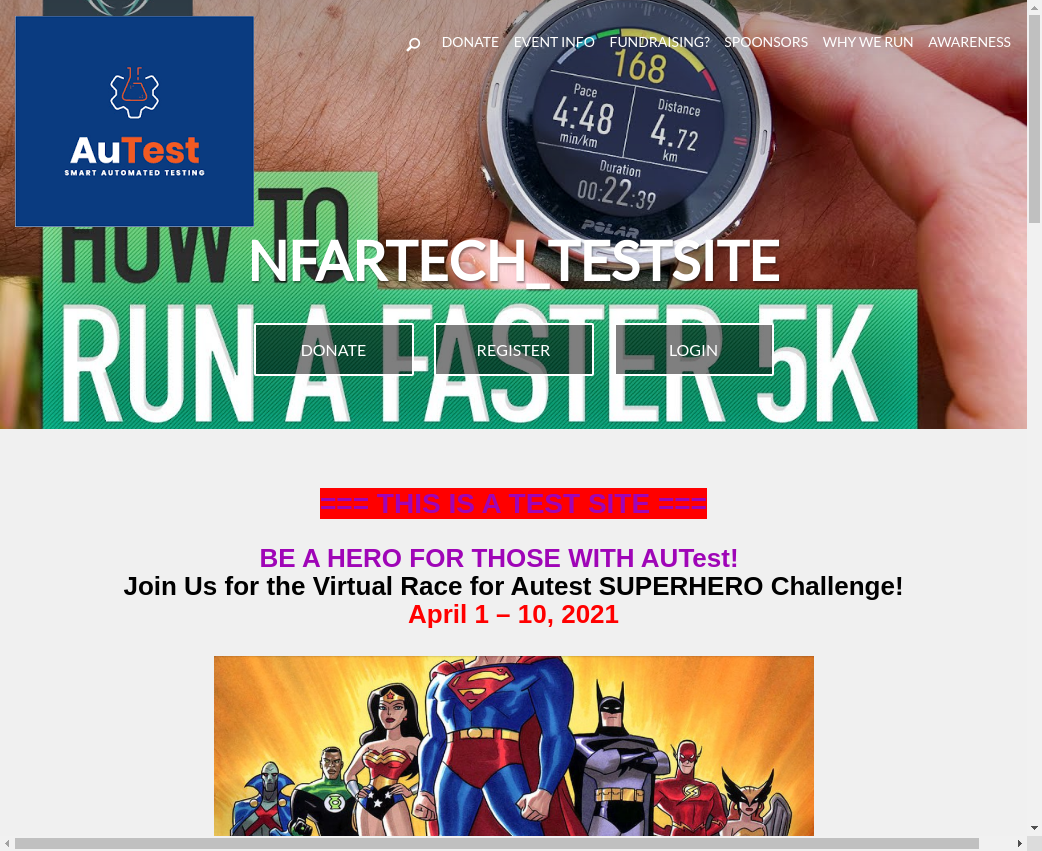 DONATE EVENT INFO FUNDRAISING? SPOONSORS WHY WE RUN AWARENESS
AuTest
SMART AUTOMATED TESTING
168
Pace Distance
4:48 4.72
min/km km
Duration
00:22:39
POLAR
HOW TO
NFARTECH_TESTSITE
RUN A FASTER 5K
DONATE REGISTER LOGIN
=== THIS IS A TEST SITE ===
BE A HERO FOR THOSE WITH AUTest!
Join Us for the Virtual Race for Autest SUPERHERO Challenge!
April 1 – 10, 2021